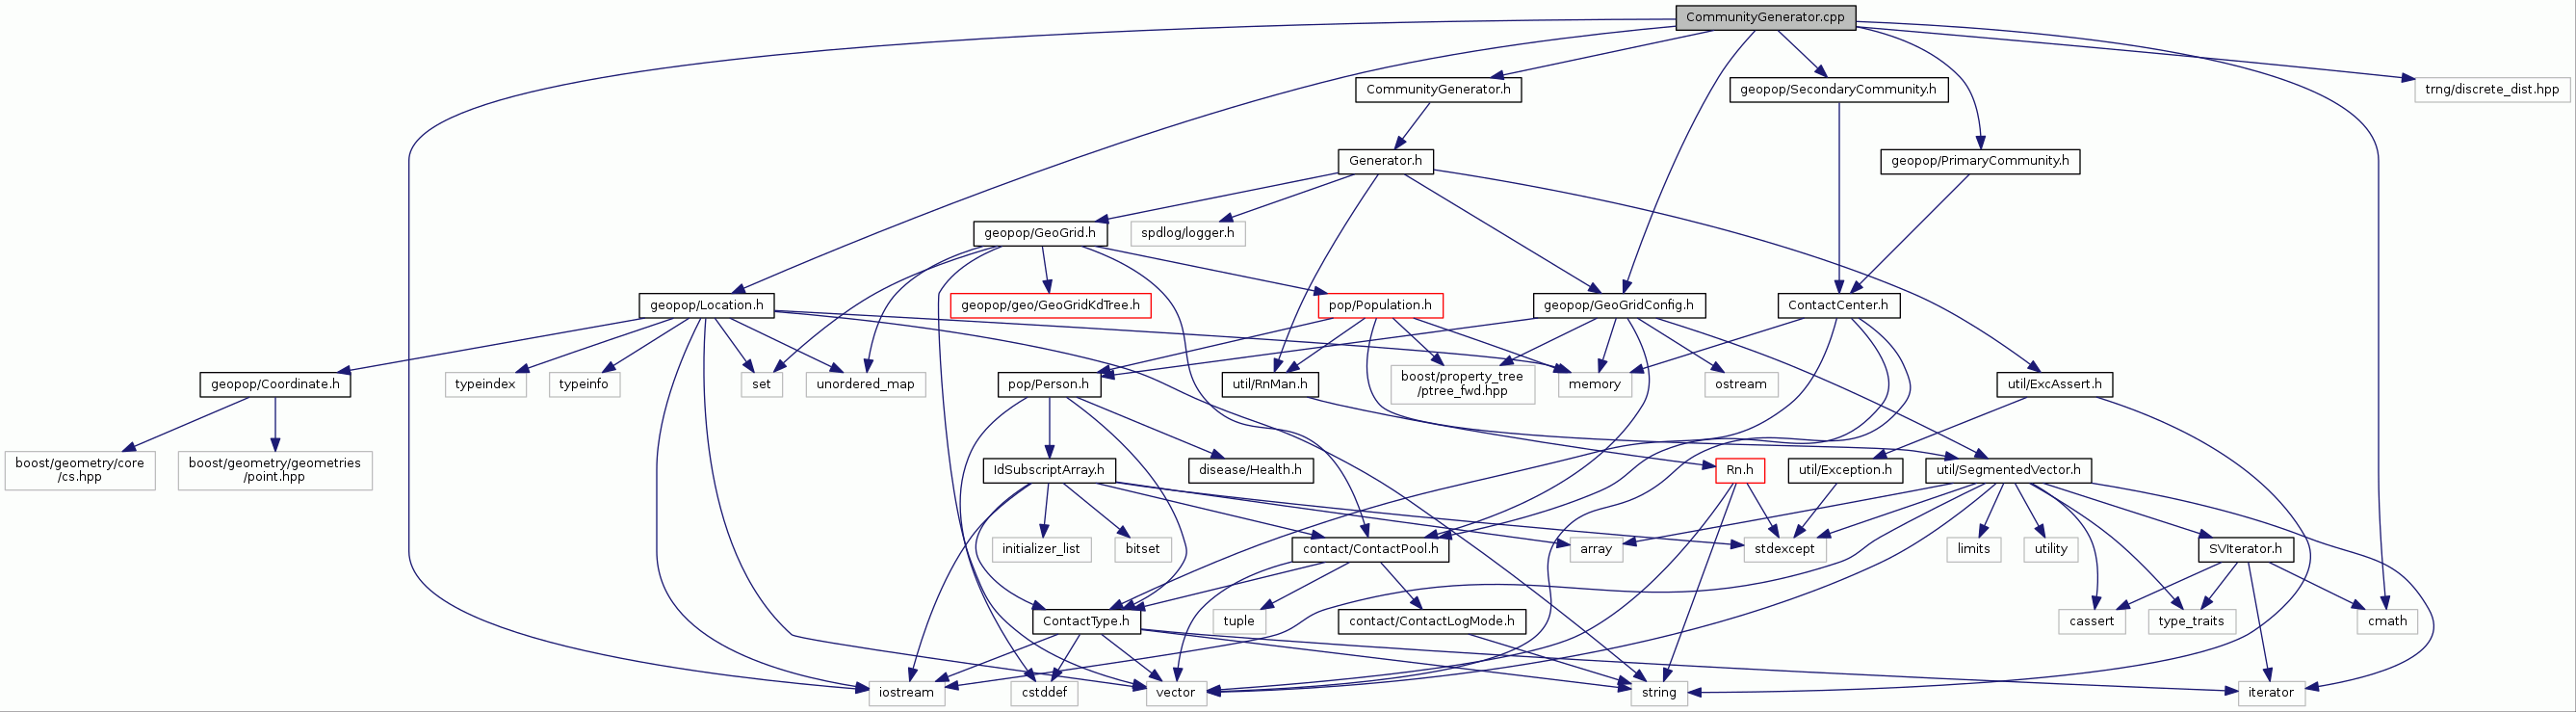 CommunityGenerator.cpp
CommunityGenerator.h
geopop/SecondaryCommunity.h
trng/discrete_dist.hpp
Generator.h
geopop/PrimaryCommunity.h
geopop/GeoGrid.h
spdlog/logger.h
geopop/Location.h
geopop/geo/GeoGridKdTree.h
pop/Population.h
geopop/GeoGridConfig.h
ContactCenter.h
geopop/Coordinate.h
typeindex
typeinfo
set
unordered_map
pop/Person.h
util/RnMan.h
boost/property_tree
/ptree_fwd.hpp
memory
ostream
util/ExcAssert.h
boost/geometry/core
/cs.hpp
boost/geometry/geometries
/point.hpp
IdSubscriptArray.h
disease/Health.h
Rn.h
util/Exception.h
util/SegmentedVector.h
initializer_list
bitset
contact/ContactPool.h
array
stdexcept
limits
utility
SVIterator.h
ContactType.h
tuple
contact/ContactLogMode.h
cassert
type_traits
cmath
iostream
cstddef
vector
string
iterator